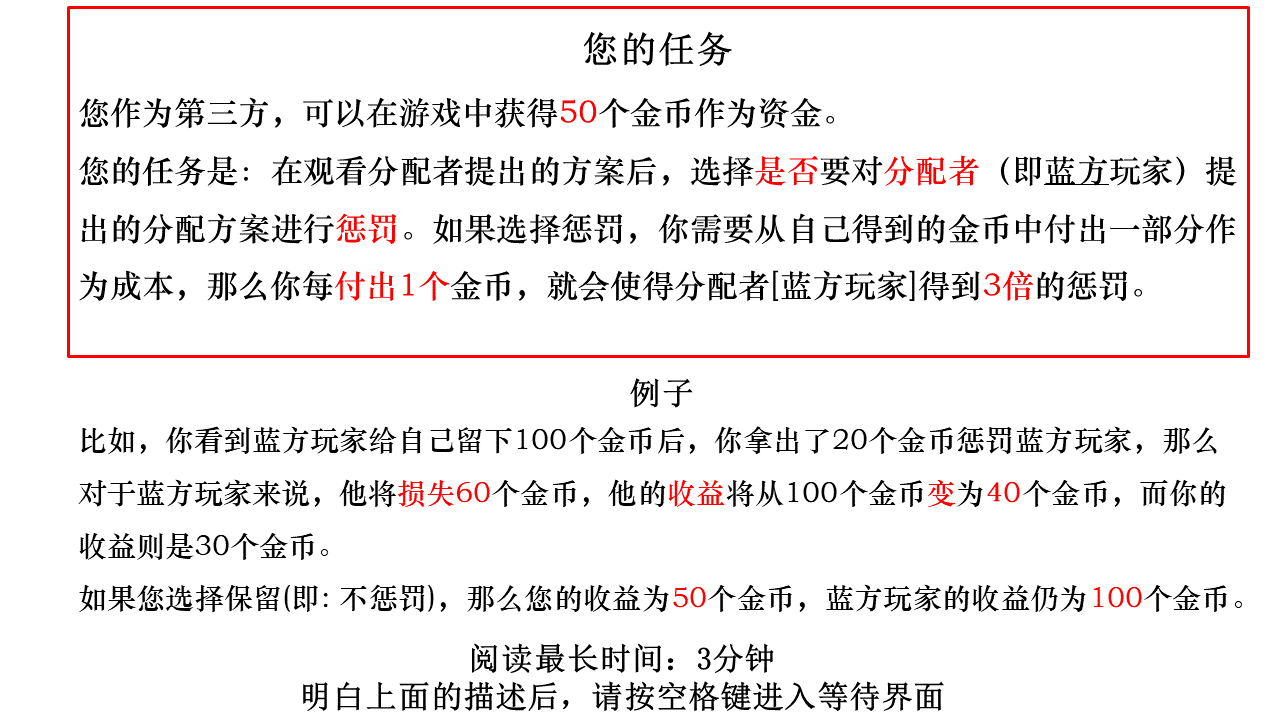 您的任务
您作为第三方，可以在游戏中获得50个金币作为资金。
您的任务是：在观看分配者提出的方案后，选择是否要对分配者（即蓝方玩家）提
出的分配方案进行惩罚。如果选择惩罚，你需要从自己得到的金币中付出一部分作
为成本，那么你每付出1个金币，就会使得分配者[蓝方玩家]得到3倍的惩罚。
例子
比如，你看到蓝方玩家给自己留下100个金币后，你拿出了20个金币惩罚蓝方玩家，那么
对于蓝方玩家来说，他将损失60个金币，他的收益将从100个金币变为40个金币，而你的
收益则是30个金币。
如果您选择保留(即: 不惩罚)，那么您的收益为50个金币，蓝方玩家的收益仍为100个金币。
阅读最长时间：3分钟
明白上面的描述后，请按空格键进入等待界面